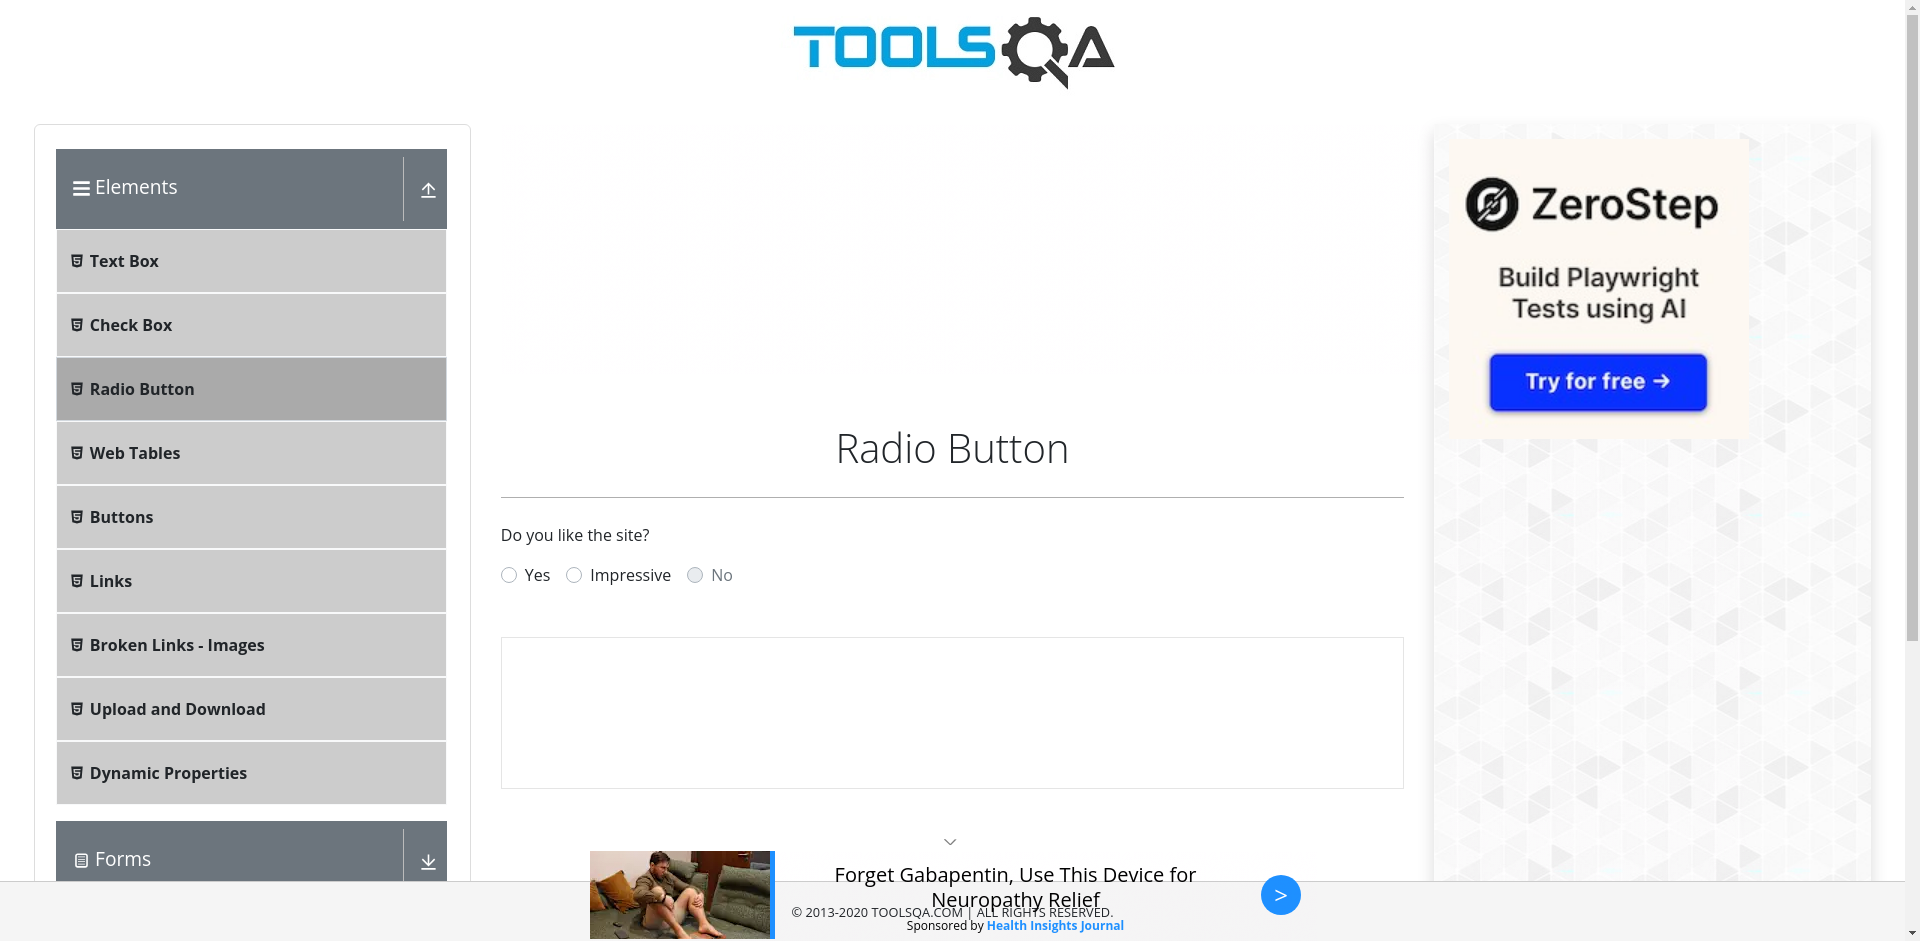 TOOLSQA
Elements
Text Box
Check Box
Radio Button
Web Tables
Buttons
Links
Broken Links - Images
Upload and Download
Dynamic Properties
Forms
Radio Button
Do you like the site?
Yes Impressive No
ZeroStep
Build Playwright
Tests using AI
Try for free →
Forget Gabapentin, Use This Device for
Neuropathy Relief
>
© 2013-2020 TOOLSQA.COM | ALL RIGHTS RESERVED.
Sponsored by Health Insights Journal